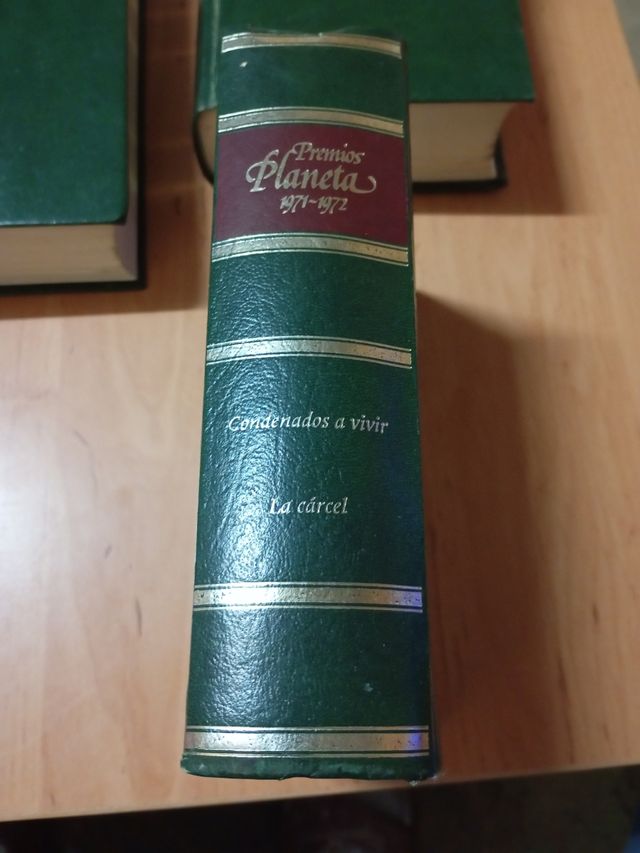 Premios
Planeta
1971~1972
Condenados a vivir
La cárcel